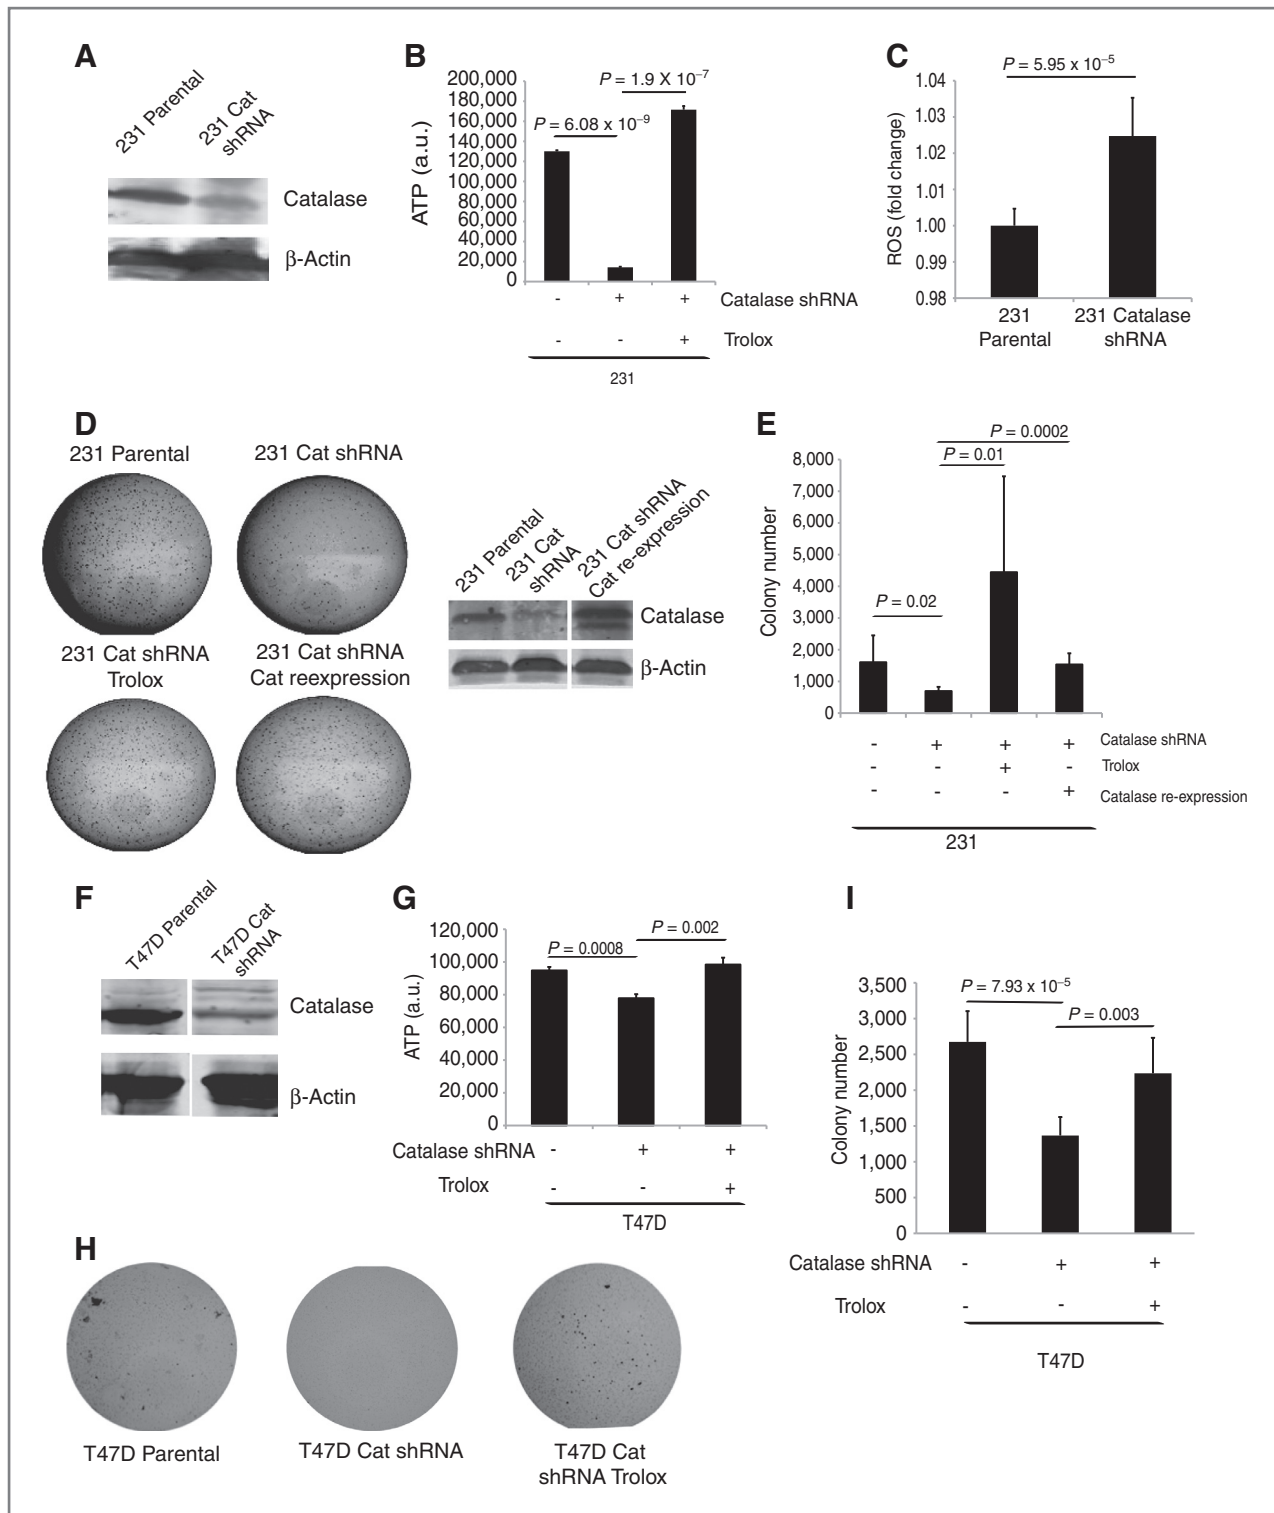 A
231 Parental
231 Cat
shRNA
Catalase
β-Actin
B
P = 1.9 X 10–7
P = 6.08 x 10–9
ATP (a.u.)
200,000
180,000
160,000
140,000
120,000
100,000
80,000
60,000
40,000
20,000
0
- + + Catalase shRNA
- - + Trolox
231
C
P = 5.95 x 10–5
ROS (fold change)
1.04
1.03
1.02
1.01
1.00
0.99
0.98
231
Parental
231 Catalase
shRNA
D
231 Parental
231 Cat shRNA
231 Cat shRNA
Trolox
231 Cat shRNA
Cat reexpression
231 Parental
231 Cat
shRNA
231 Cat shRNA
Cat re-expression
Catalase
β-Actin
E
P = 0.0002
P = 0.01
P = 0.02
Colony number
8,000
7,000
6,000
5,000
4,000
3,000
2,000
1,000
0
- + + + Catalase shRNA
- - + - Trolox
- - - + Catalase re-expression
231
F
T47D Parental
T47D Cat
shRNA
Catalase
β-Actin
G
P = 0.002
P = 0.0008
ATP (a.u.)
120,000
100,000
80,000
60,000
40,000
20,000
0
Catalase shRNA - + +
Trolox - - +
T47D
H
T47D Parental
T47D Cat shRNA
T47D Cat
shRNA Trolox
I
P = 7.93 x 10–5
P = 0.003
Colony number
3,500
3,000
2,500
2,000
1,500
1,000
500
0
Catalase shRNA - + +
Trolox - - +
T47D